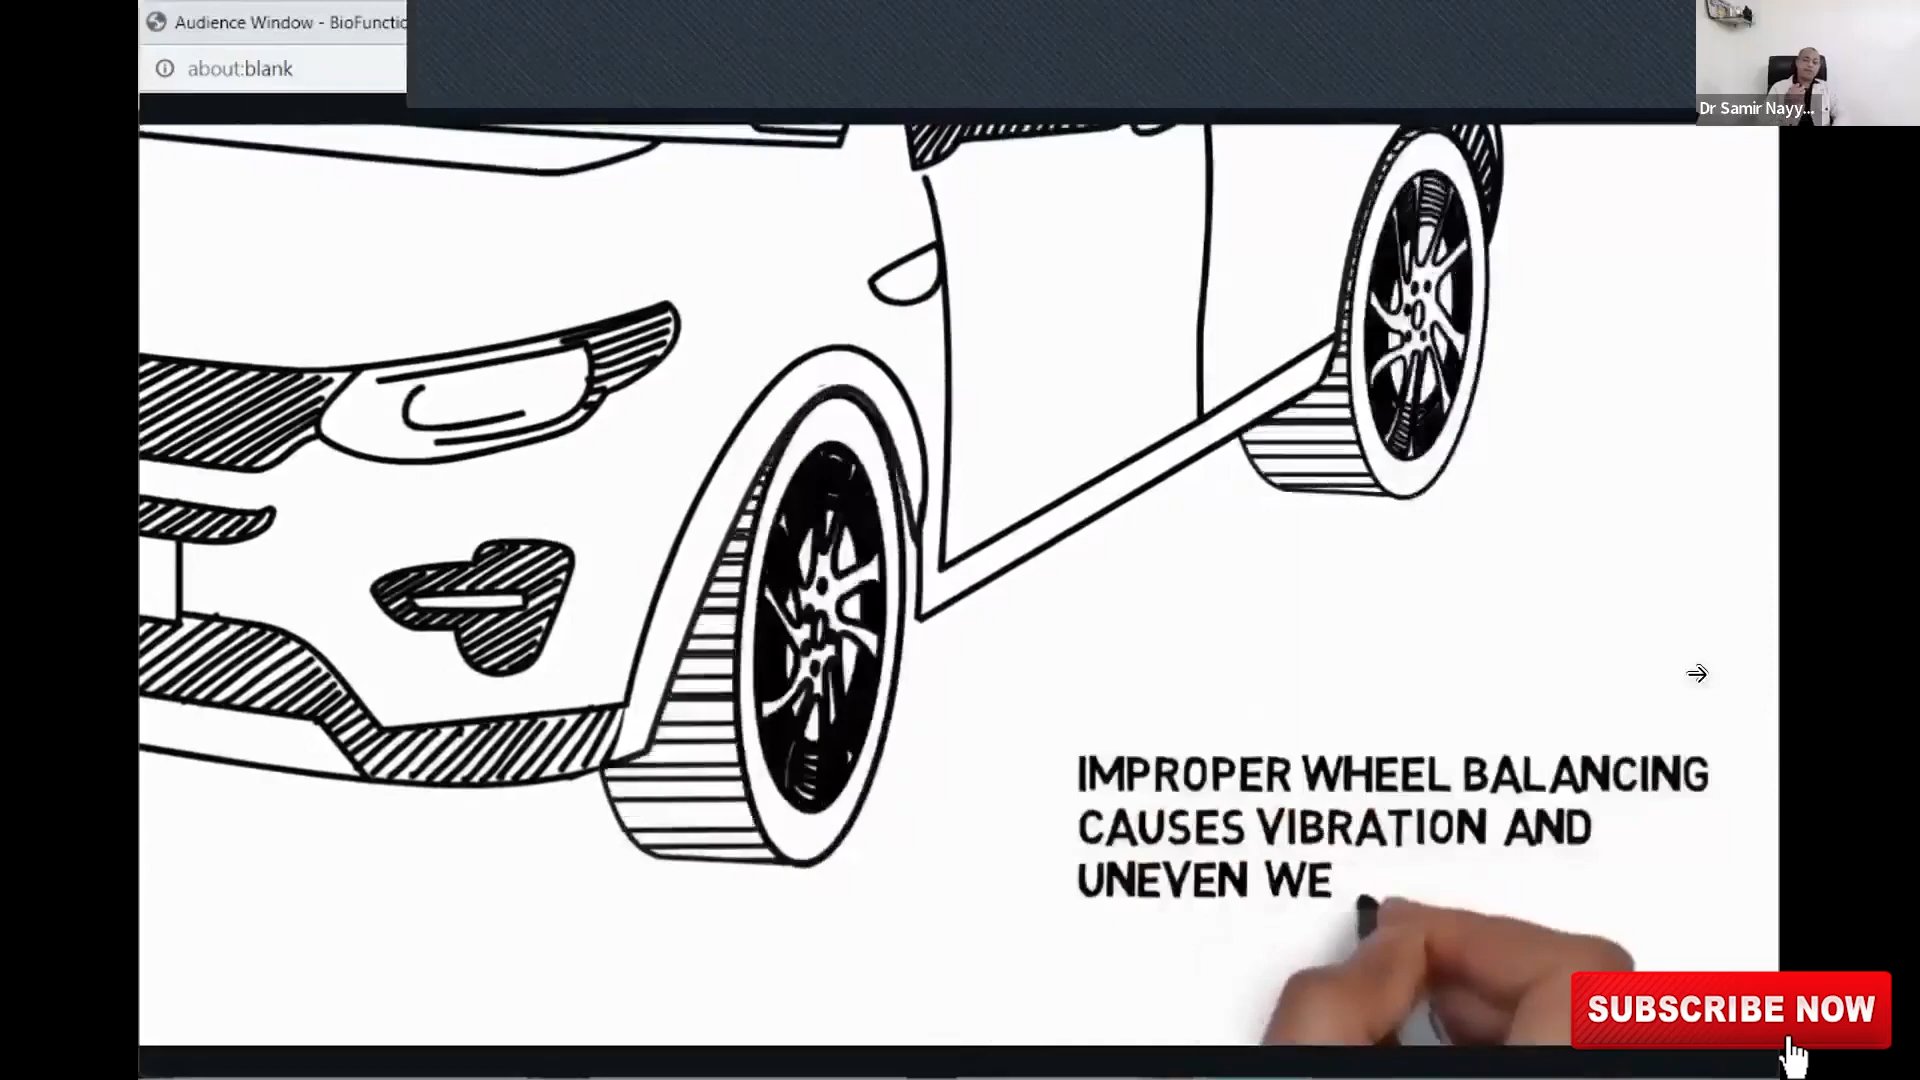 Audience Window - BioFunctio
about:blank
Dr Samir Nayy...
IMPROPER WHEEL BALANCING
CAUSES VIBRATION AND
UNEVEN WE
SUBSCRIBE NOW